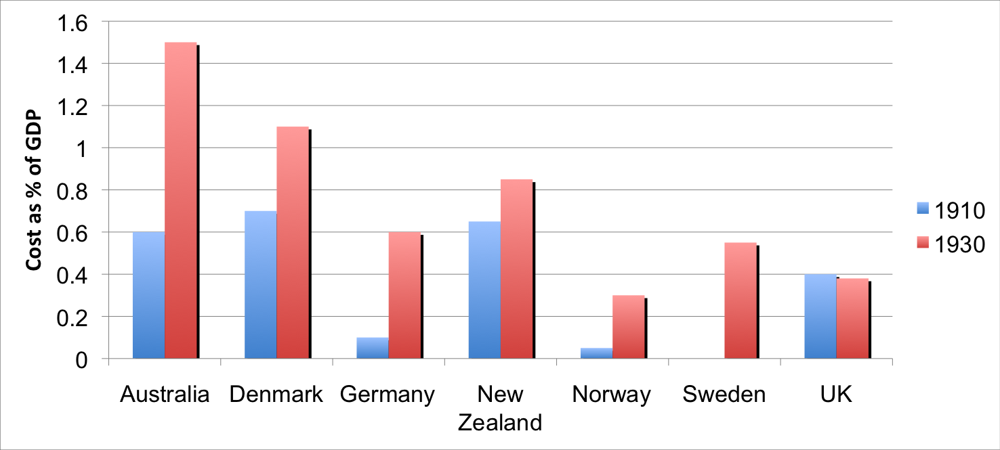 Cost as % of GDP
1.6
1.4
1.2
1
0.8
0.6
0.4
0.2
0
Australia
Denmark
Germany
New
Zealand
Norway
Sweden
UK
1910
1930